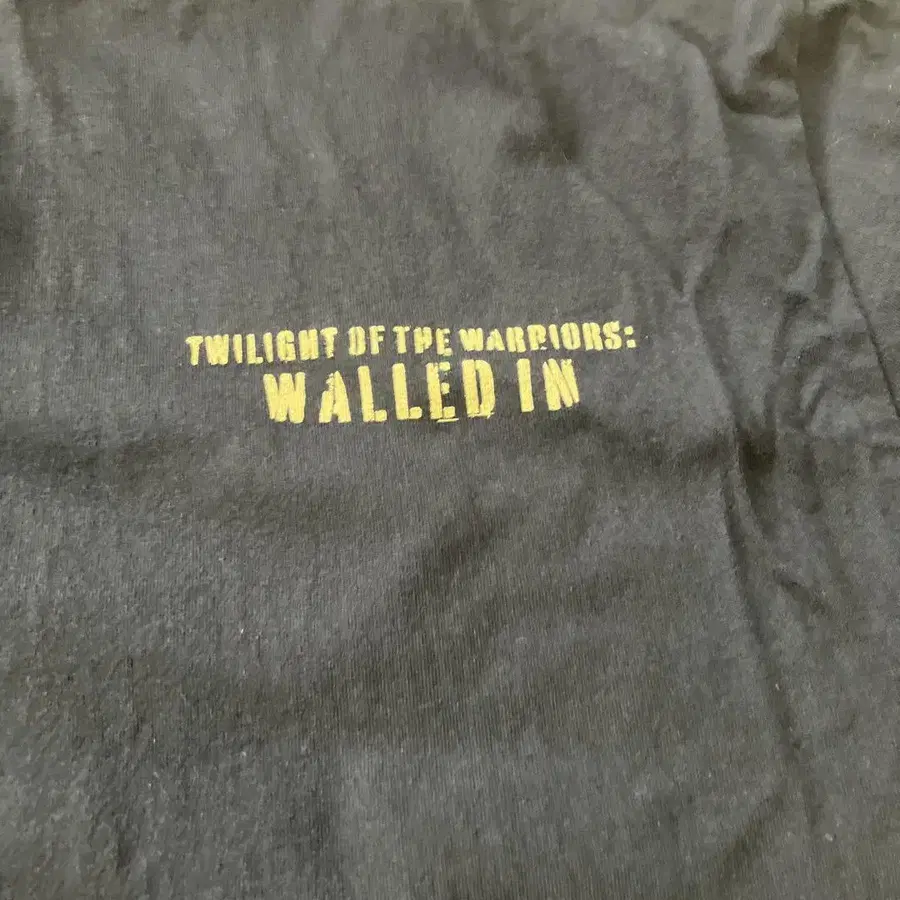 TWILIGHT OF THE WARRIORS:
WALLED IN